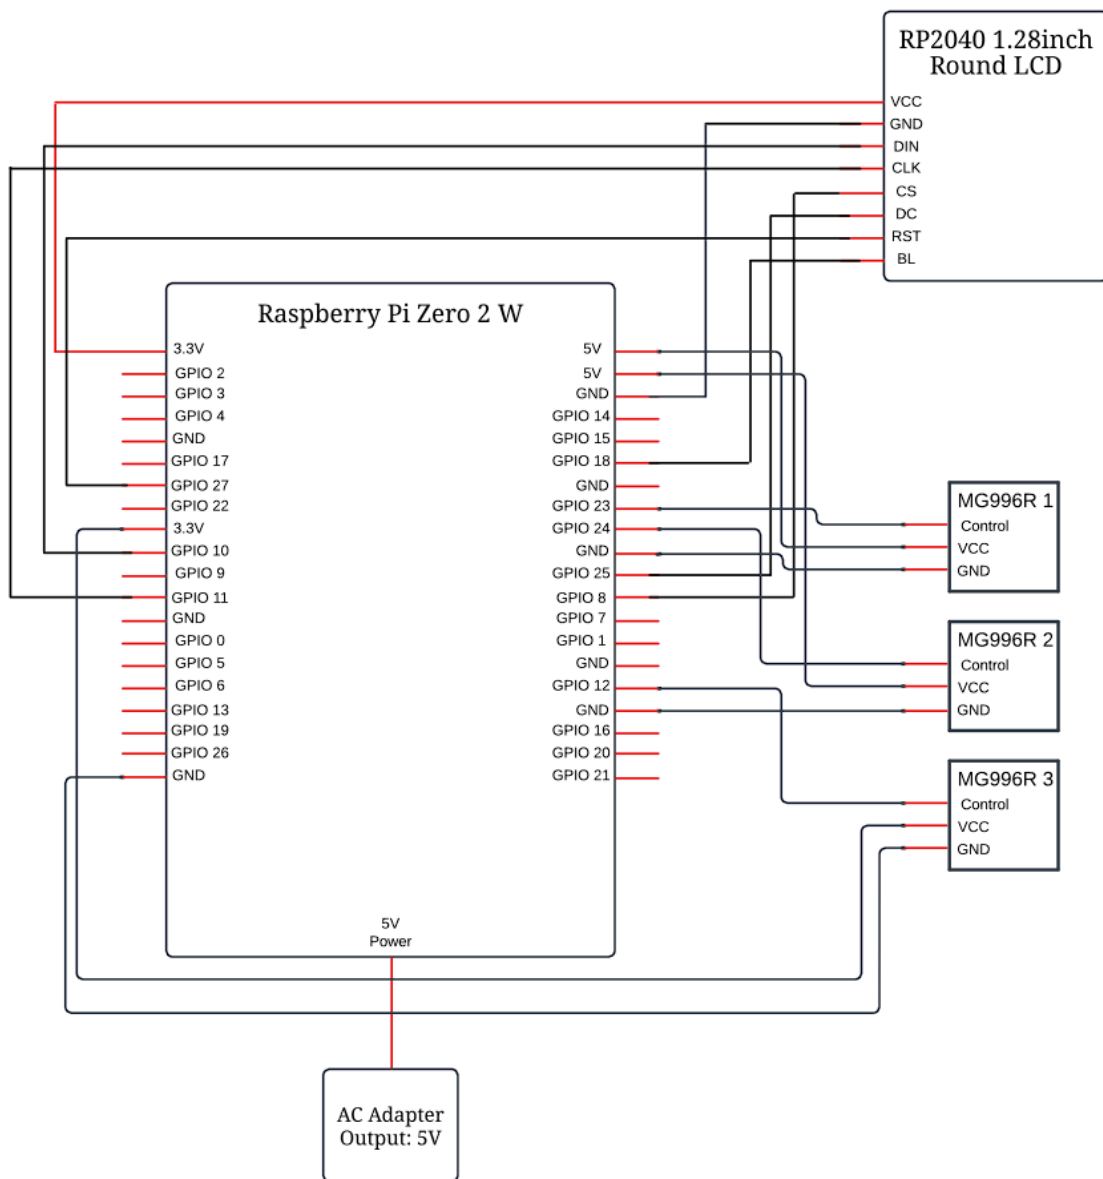 RP2040 1.28inch
Round LCD
VCC
GND
DIN
CLK
CS
DC
RST
BL
Raspberry Pi Zero 2 W
3.3V
GPIO 2
GPIO 3
GPIO 4
GND
GPIO 17
GPIO 27
GPIO 22
3.3V
GPIO 10
GPIO 9
GPIO 11
GND
GPIO 0
GPIO 5
GPIO 6
GPIO 13
GPIO 19
GPIO 26
GND
5V
5V
GND
GPIO 14
GPIO 15
GPIO 18
GND
GPIO 23
GPIO 24
GND
GPIO 25
GPIO 8
GPIO 7
GPIO 1
GND
GPIO 12
GND
GPIO 16
GPIO 20
GPIO 21
5V
Power
MG996R 1
Control
VCC
GND
MG996R 2
Control
VCC
GND
MG996R 3
Control
VCC
GND
AC Adapter
Output: 5V